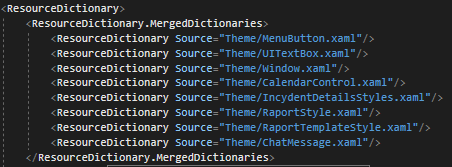 <ResourceDictionary>
<ResourceDictionary.MergedDictionaries>
<ResourceDictionary Source="Theme/MenuButton.xaml"/>
<ResourceDictionary Source="Theme/UITextBox.xaml"/>
<ResourceDictionary Source="Theme/Window.xaml"/>
<ResourceDictionary Source="Theme/CalendarControl.xaml"/>
<ResourceDictionary Source="Theme/IncydentDetailsStyles.xaml"/>
<ResourceDictionary Source="Theme/RaportStyle.xaml"/>
<ResourceDictionary Source="Theme/RaportTemplateStyle.xaml"/>
<ResourceDictionary Source="Theme/ChatMessage.xaml"/>
</ResourceDictionary.MergedDictionaries>